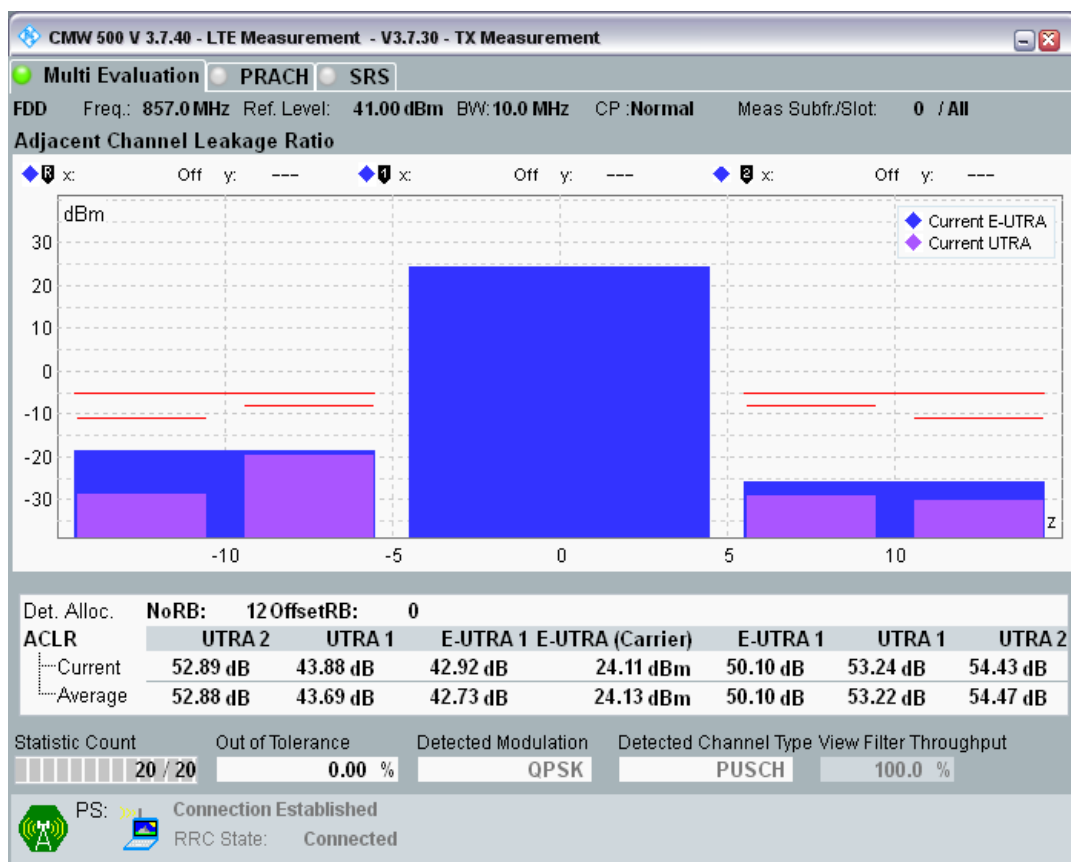 CMW 500 V 3.7.40 - LTE Measurement - V3.7.30 - TX Measurement
Multi Evaluation PRACH SRS
FDD Freq.: 857.0 MHz Ref. Level: 41.00 dBm BW: 10.0 MHz CP :Normal Meas Subfr./Slot: 0 / All
Adjacent Channel Leakage Ratio
R x: Off y: --- 1 x: Off y: --- 2 x: Off y: ---
dBm
Current E-UTRA
Current UTRA
30
20
10
0
-10
-20
-30
z
-10 -5 0 5 10
Det. Alloc. NoRB: 12 OffsetRB: 0
ACLR UTRA 2 UTRA 1 E-UTRA 1 E-UTRA (Carrier) E-UTRA 1 UTRA 1 UTRA 2
Current 52.89 dB 43.88 dB 42.92 dB 24.11 dBm 50.10 dB 53.24 dB 54.43 dB
Average 52.88 dB 43.69 dB 42.73 dB 24.13 dBm 50.10 dB 53.22 dB 54.47 dB
Statistic Count Out of Tolerance Detected Modulation Detected Channel Type View Filter Throughput
20 / 20 0.00 % QPSK PUSCH 100.0 %
PS: Connection Established
RRC State: Connected